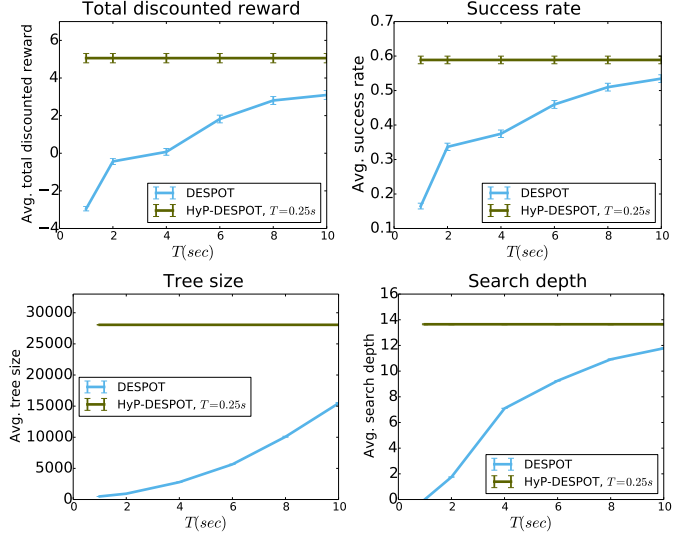 Total discounted reward
Avg. total discounted reward
6
4
2
0
−2
−4
0 2 4 6 8 10
T(sec)
DESPOT
HyP-DESPOT, T=0.25s
Success rate
Avg. success rate
0.7
0.6
0.5
0.4
0.3
0.2
0.1
0 2 4 6 8 10
T(sec)
DESPOT
HyP-DESPOT, T=0.25s
Tree size
Avg. tree size
30000
25000
20000
15000
10000
5000
0
0 2 4 6 8 10
T(sec)
DESPOT
HyP-DESPOT, T=0.25s
Search depth
Avg. search depth
16
14
12
10
8
6
4
2
0
0 2 4 6 8 10
T(sec)
DESPOT
HyP-DESPOT, T=0.25s